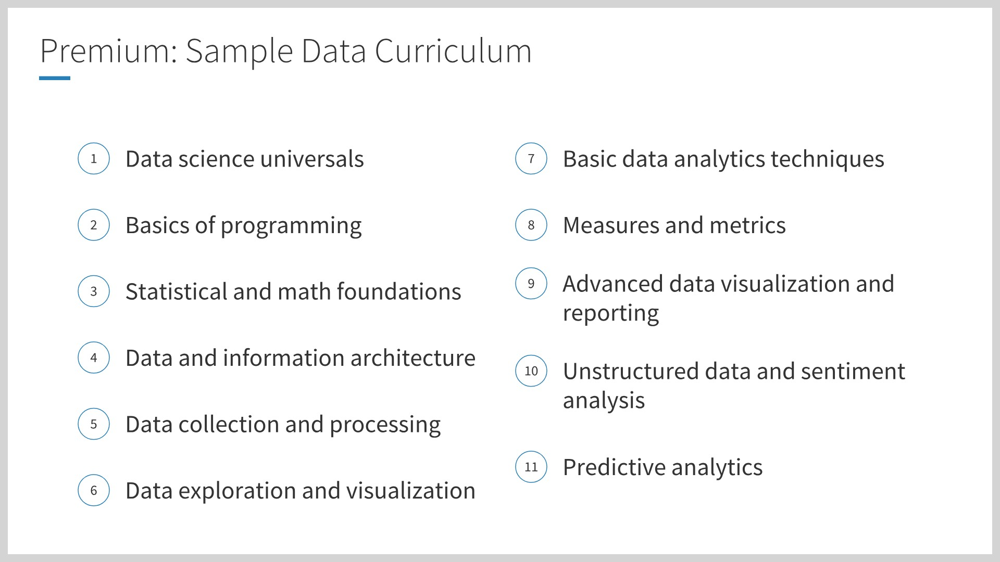 Premium: Sample Data Curriculum
1 Data science universals
2 Basics of programming
3 Statistical and math foundations
4 Data and information architecture
5 Data collection and processing
6 Data exploration and visualization
7 Basic data analytics techniques
8 Measures and metrics
9 Advanced data visualization and
reporting
10 Unstructured data and sentiment
analysis
11 Predictive analytics